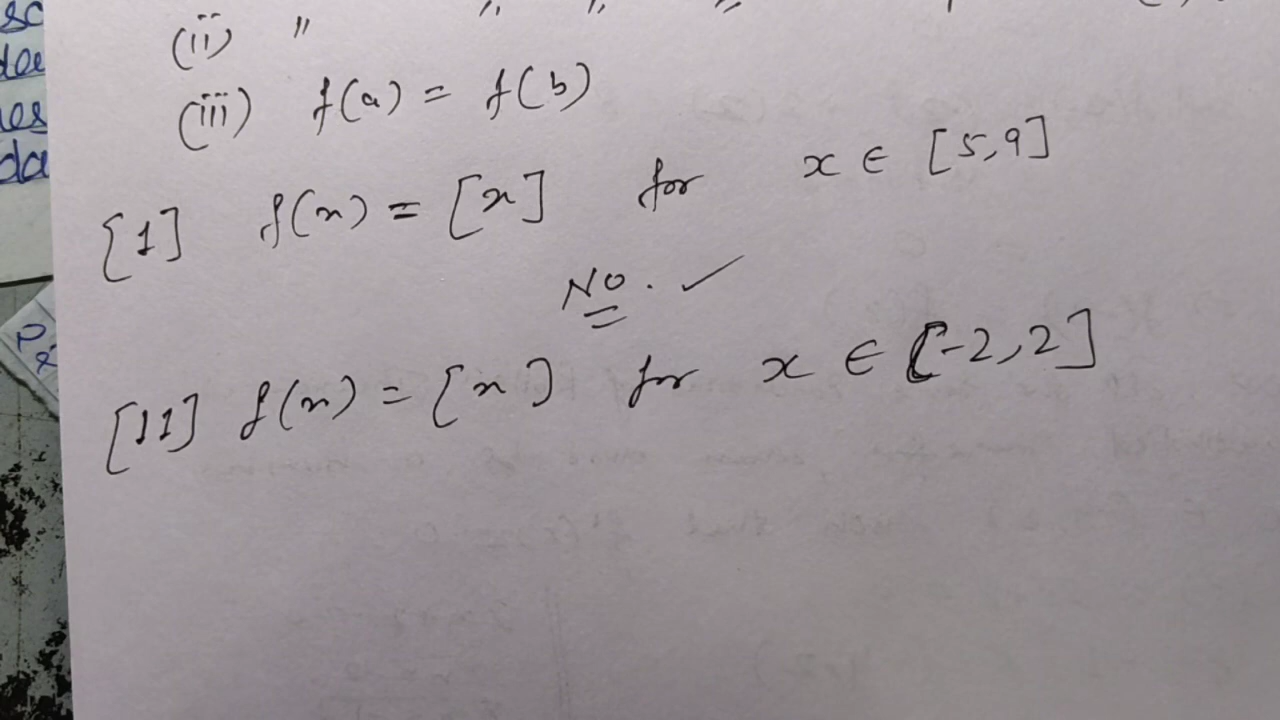 (ii) " " " "
(iii) f(a) = f(b)
[1] f(x) = [x] for x ∈ [5,9]
NO. ✓
[11] f(x) = [x] for x ∈ [-2,2]